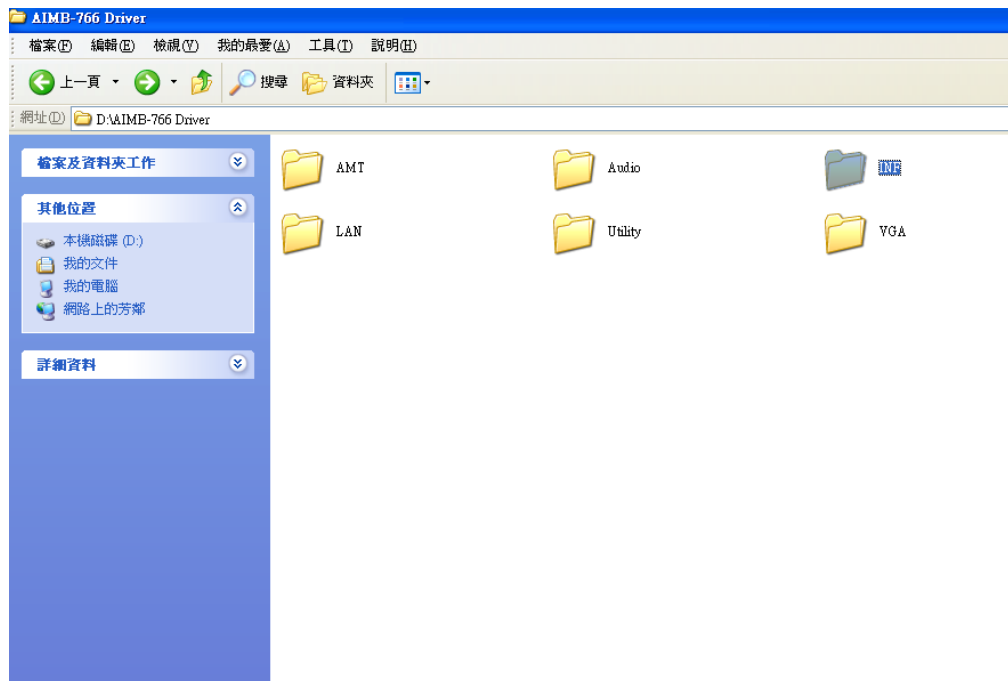 AIMB-766 Driver
檔案(F) 編輯(E) 檢視(V) 我的最愛(A) 工具(T) 說明(H)
上一頁 搜尋 資料夾
網址(D) D:\AIMB-766 Driver
檔案及資料夾工作
其他位置
本機磁碟 (D:)
我的文件
我的電腦
網路上的芳鄰
詳細資料
AMT Audio INF
LAN Utility VGA